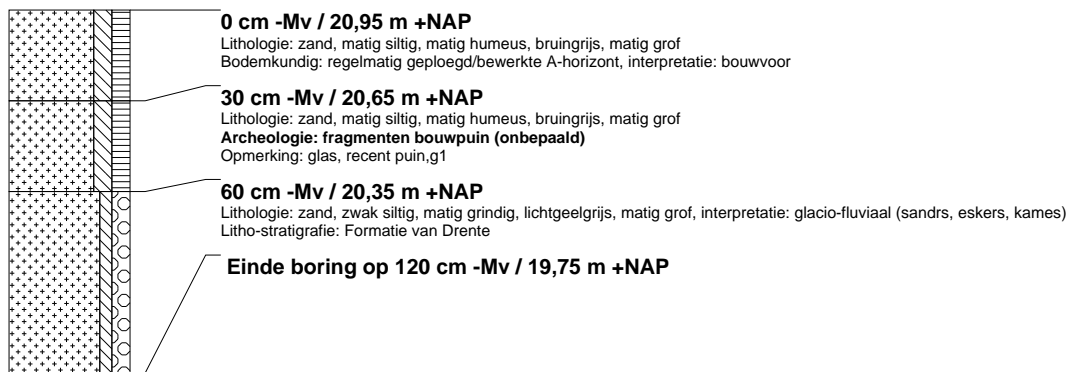 0 cm -Mv / 20,95 m +NAP
Lithologie: zand, matig siltig, matig humeus, bruingrijs, matig grof
Bodemkundig: regelmatig geploegd/bewerkte A-horizont, interpretatie: bouwvoor
30 cm -Mv / 20,65 m +NAP
Lithologie: zand, matig siltig, matig humeus, bruingrijs, matig grof
Archeologie: fragmenten bouwpuin (onbepaald)
Opmerking: glas, recent puin,g1
60 cm -Mv / 20,35 m +NAP
Lithologie: zand, zwak siltig, matig grindig, lichtgeelgrijs, matig grof, interpretatie: glacio-fluviaal (sandrs, eskers, kames)
Litho-stratigrafie: Formatie van Drente
Einde boring op 120 cm -Mv / 19,75 m +NAP